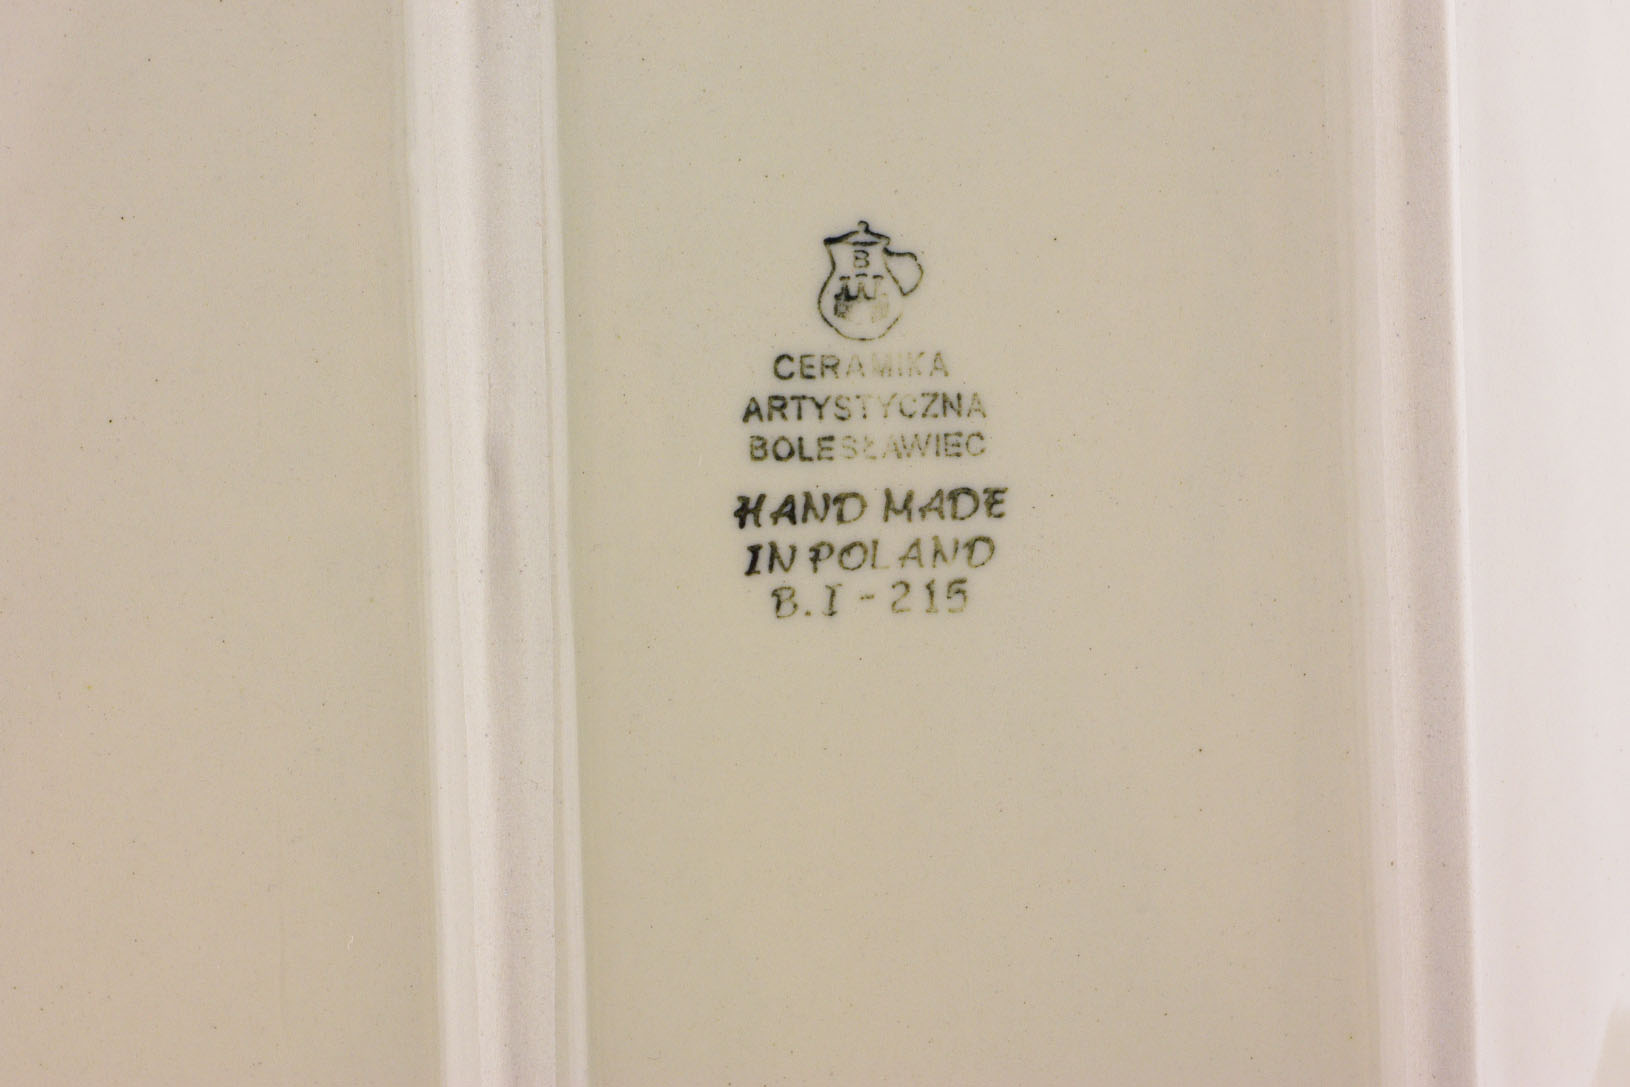 B
CERAMIKA
ARTYSTYCZNA
BOLESŁAWIEC
HAND MADE
IN POLAND
B.I-215